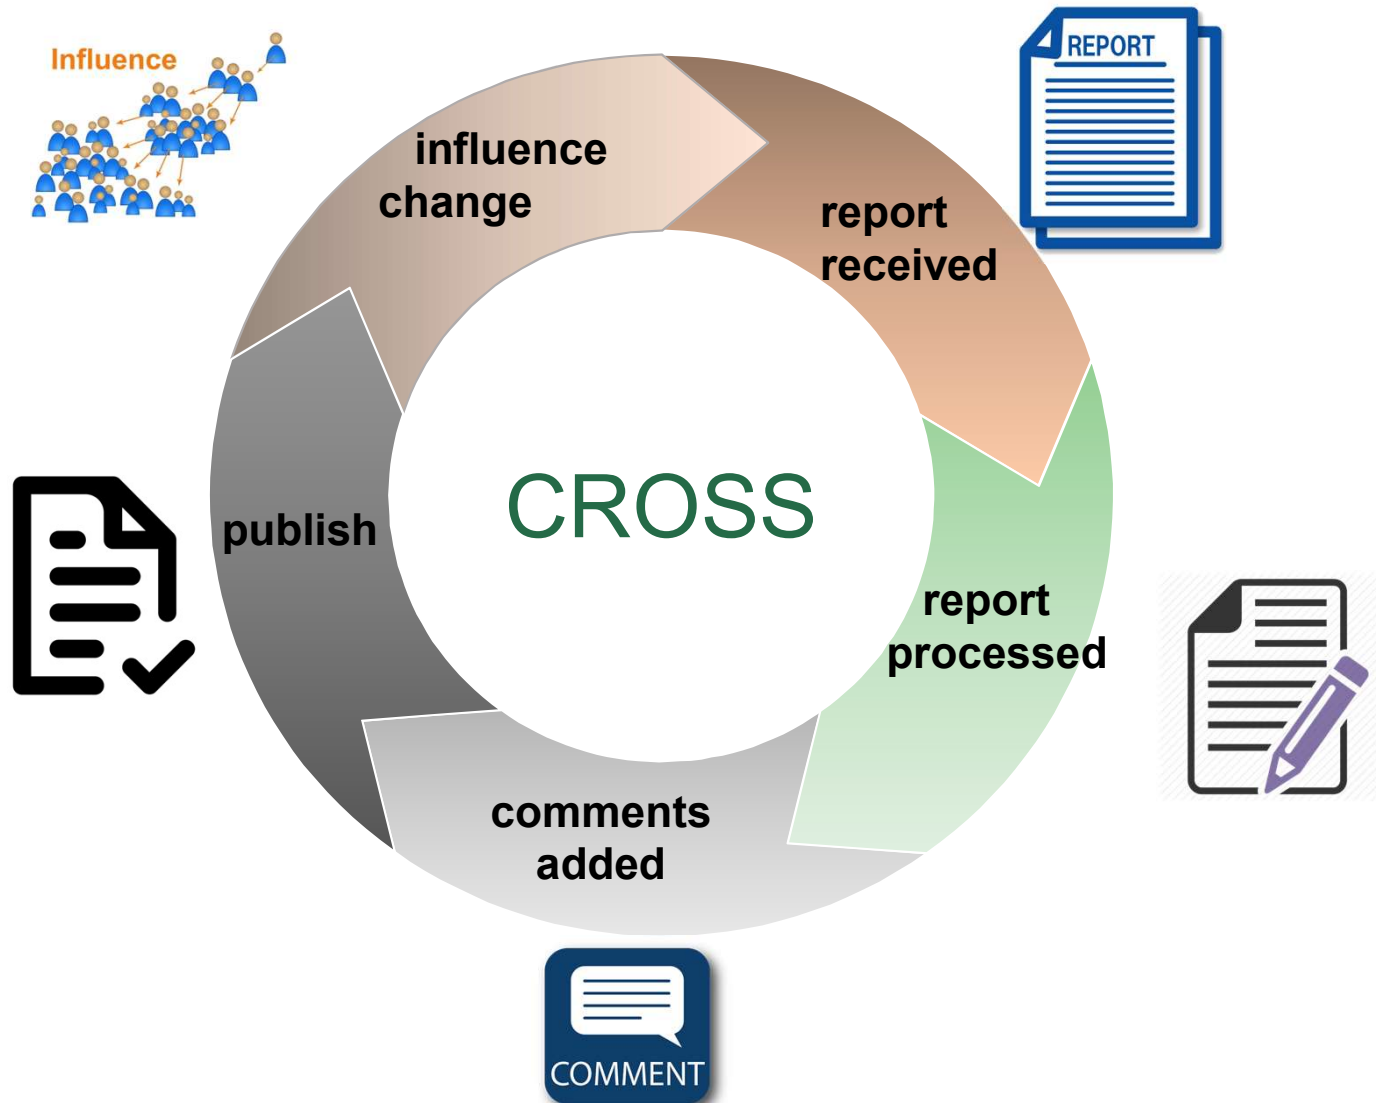 Influence
REPORT
influence
change
report
received
CROSS
publish
report
processed
comments
added
COMMENT